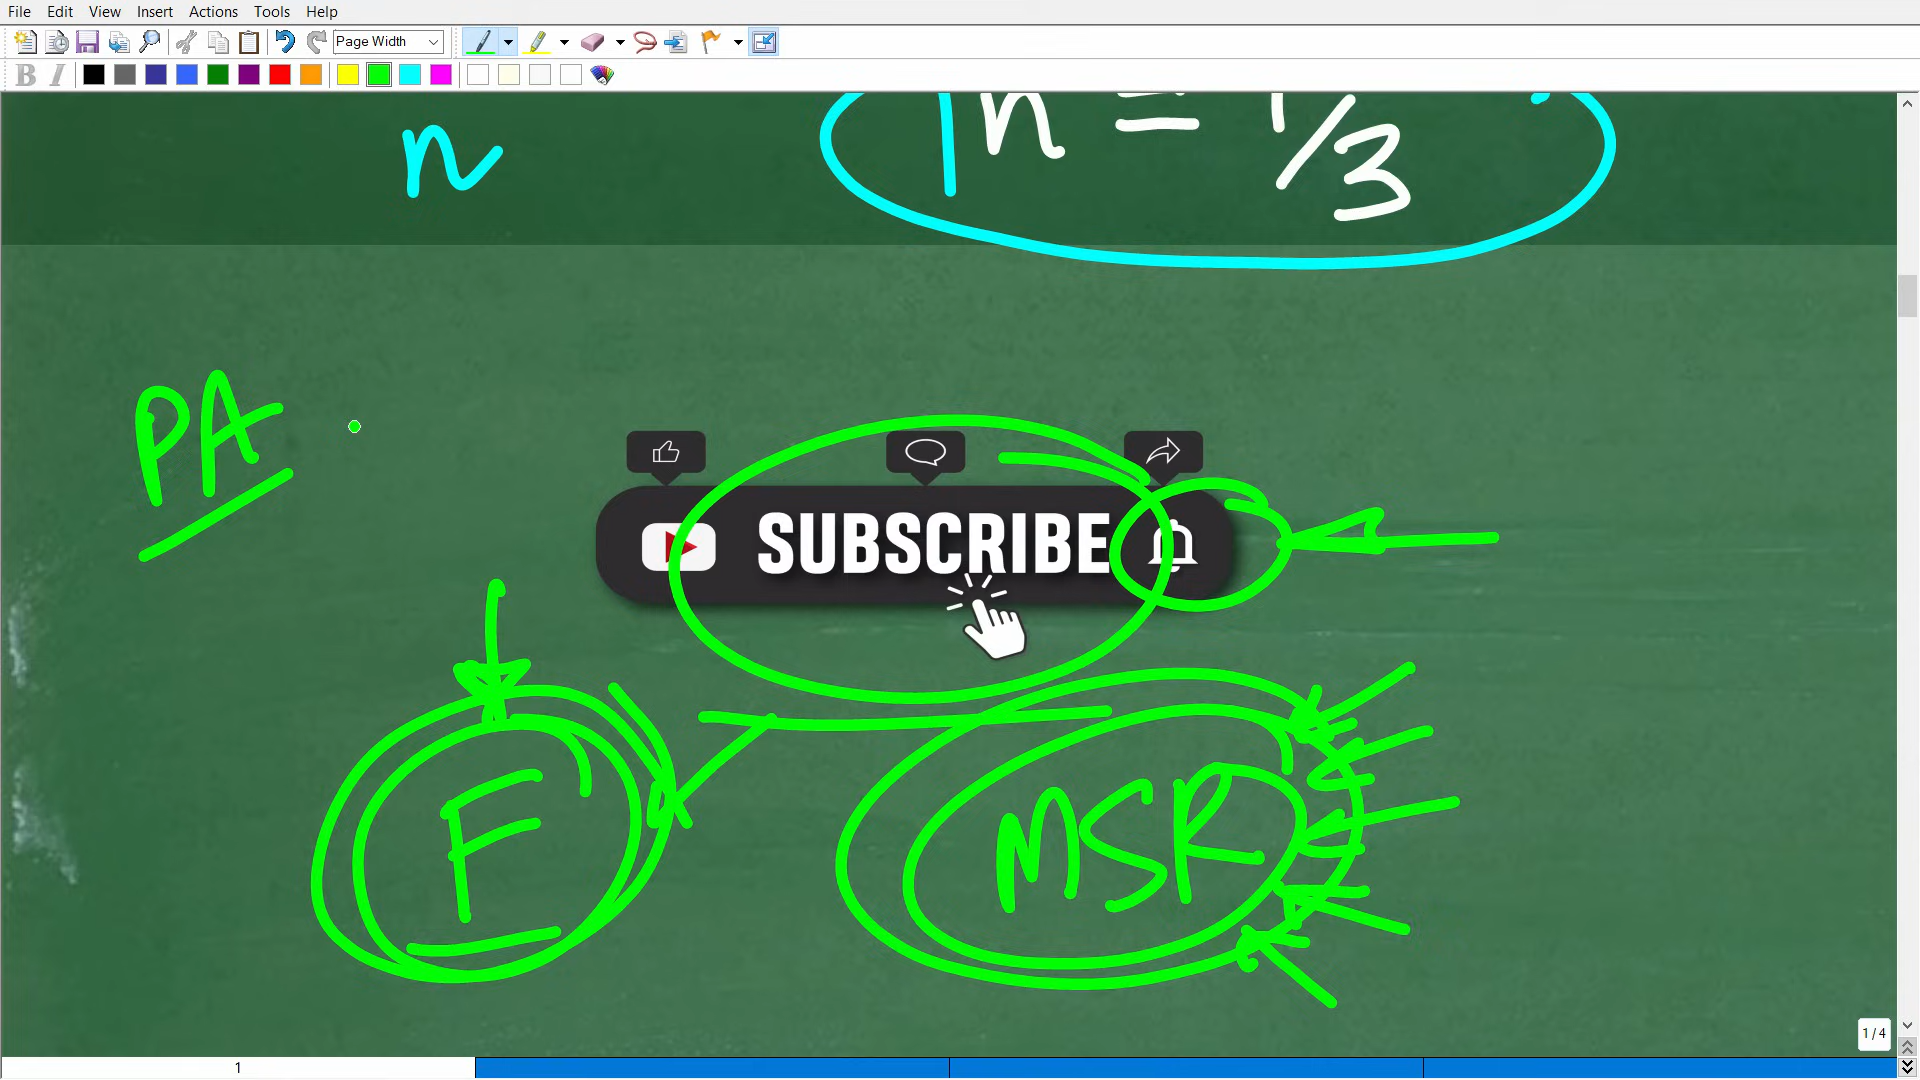 File Edit View Insert Actions Tools Help
Page Width
B I
n
n = 1/3
PA
SUBSCRIBE
F
MSR
1 / 4
1